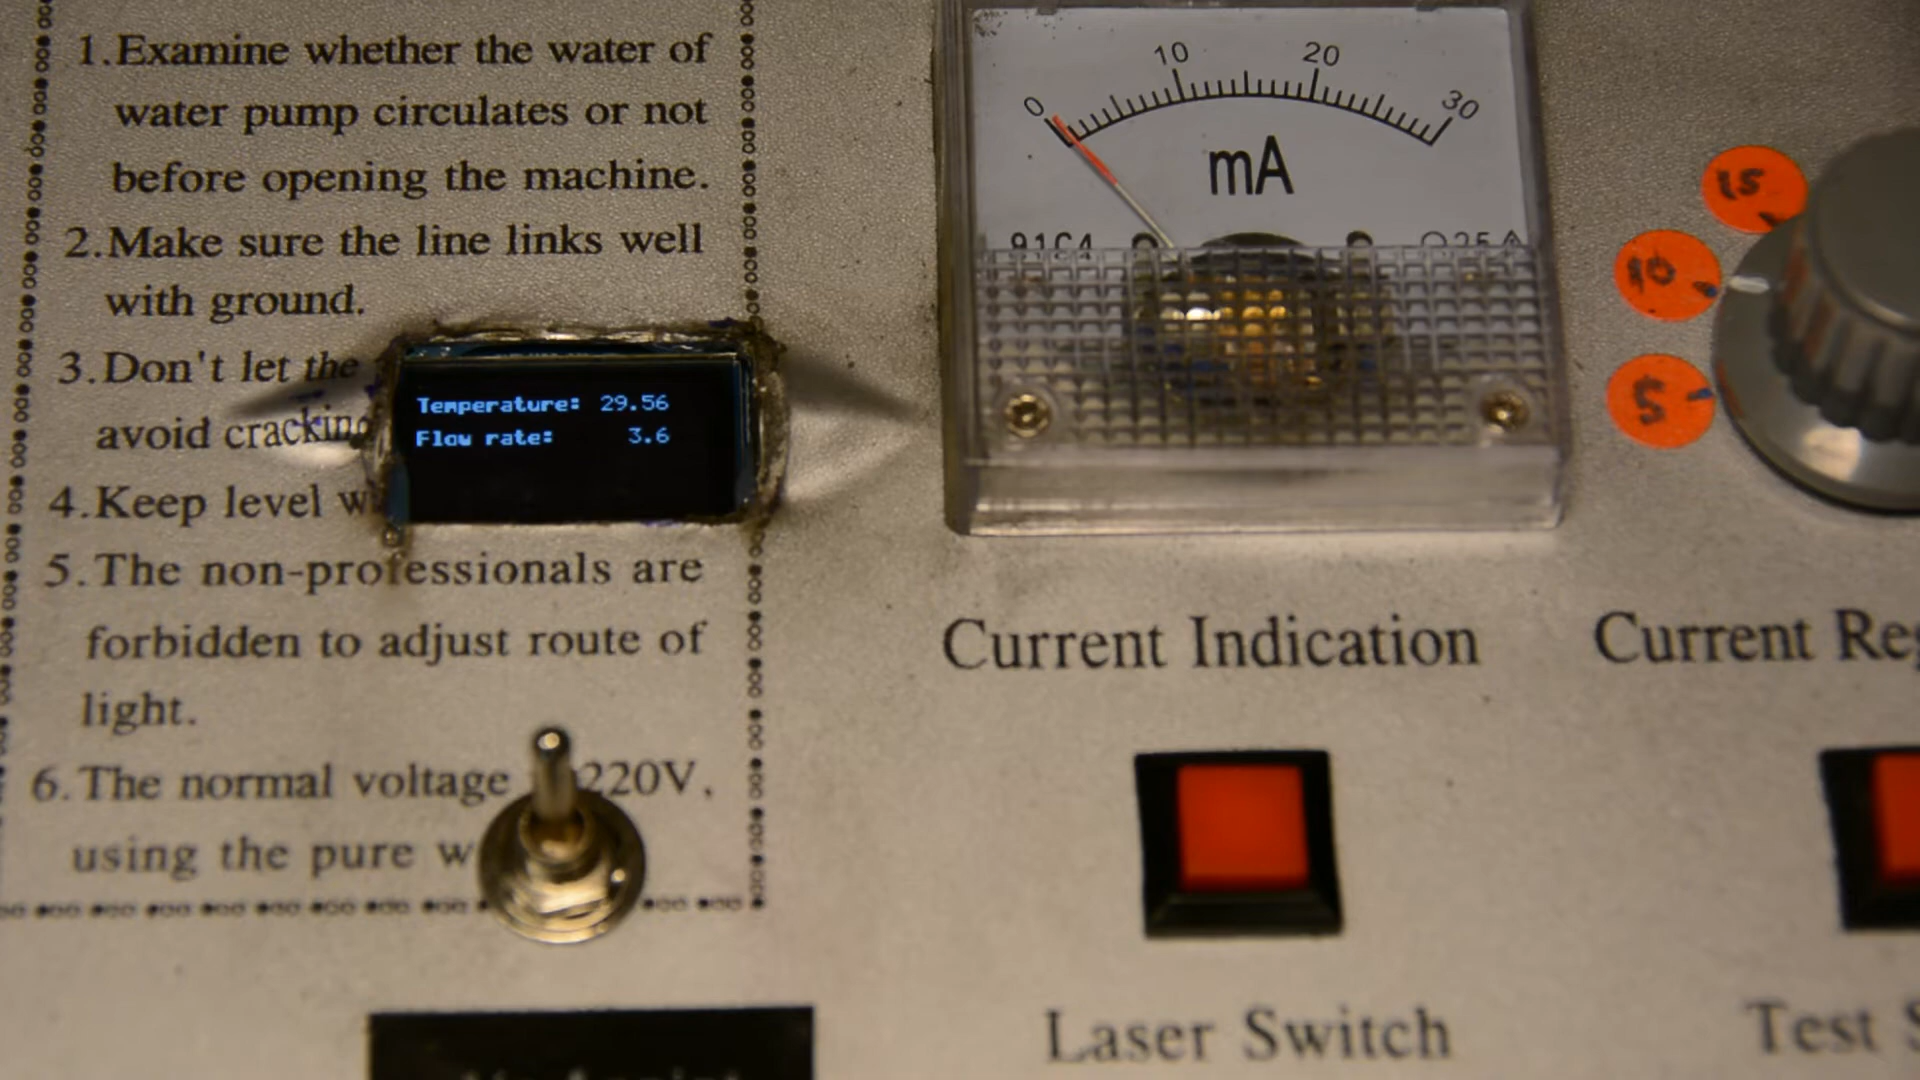 1.Examine whether the water of
water pump circulates or not
before opening the machine.
2.Make sure the line links well
with ground.
3.Don't let the
avoid cracking
4.Keep level
5.The non-professionals are
forbidden to adjust route of
light.
6.The normal voltage 220V,
using the pure
Temperature: 29.56
Flow rate: 3.6
0 10 20 30
mA
91C4
Current Indication
Laser Switch
15
10
5
Current
Test